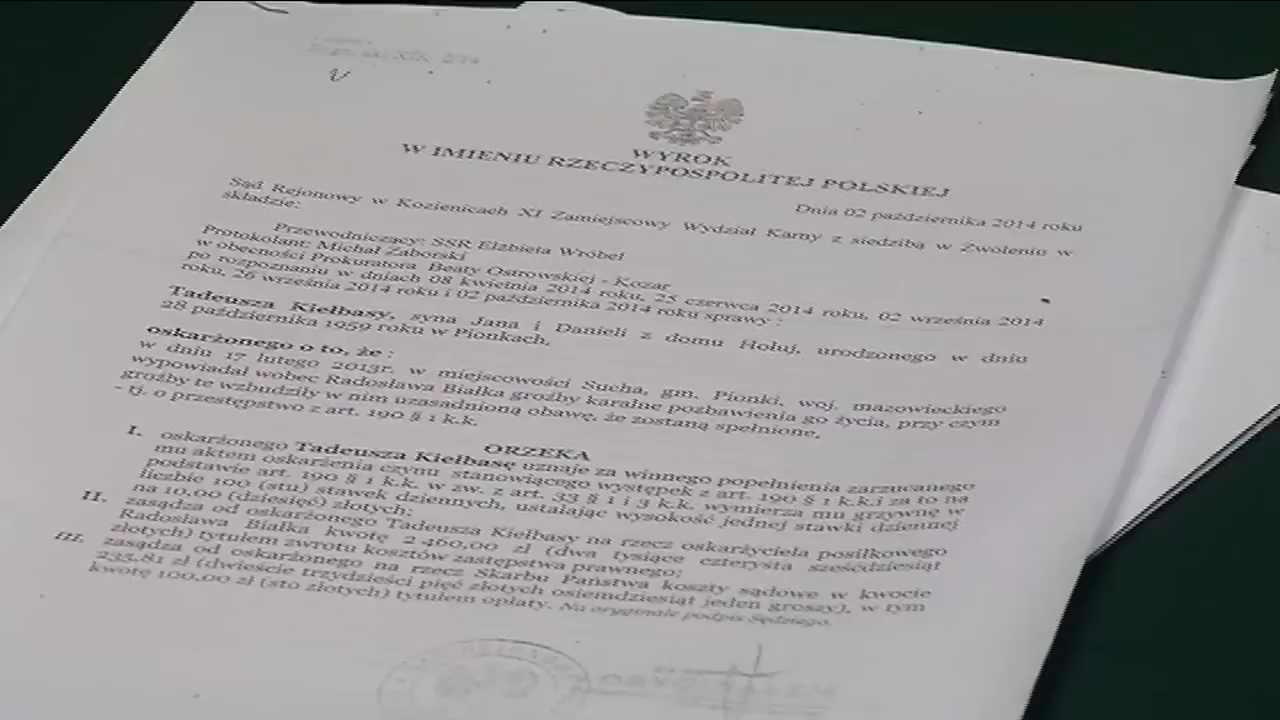 Sygn. akt XIK 2/14
WYROK
W IMIENIU RZECZYPOSPOLITEJ POLSKIEJ
Dnia 02 października 2014 roku
Sąd Rejonowy w Kozienicach XI Zamiejscowy Wydział Karny z siedzibą w Zwoleniu w
składzie:
Przewodniczący: SSR Elżbieta Wróbel
Protokolant: Michał Zaborski
w obecności Prokuratora Beaty Ostrowskiej - Kozar
po rozpoznaniu w dniach 08 kwietnia 2014 roku, 25 czerwca 2014 roku, 02 września 2014
roku, 26 września 2014 roku i 02 października 2014 roku sprawy :
Tadeusza Kiełbasy, syna Jana i Danieli z domu Hołuj, urodzonego w dniu
28 października 1959 roku w Pionkach,
oskarżonego o to, że :
w dniu 17 lutego 2013r. w miejscowości Sucha, gm. Pionki, woj. mazowieckiego
wypowiadał wobec Radosława Białka groźby karalne pozbawienia go życia, przy czym
groźby te wzbudziły w nim uzasadnioną obawę, że zostaną spełnione,
- tj. o przestępstwo z art. 190 § 1 k.k.
ORZEKA
I. oskarżonego Tadeusza Kiełbasę uznaje za winnego popełnienia zarzucanego
mu aktem oskarżenia czynu stanowiącego występek z art. 190 § 1 k.k.i za to na
podstawie art. 190 § 1 k.k. w zw. z art. 33 § 1 i 3 k.k. wymierza mu grzywnę w
liczbie 100 (stu) stawek dziennych, ustalając wysokość jednej stawki dziennej
na 10,00 (dziesięć) złotych;
II. zasądza od oskarżonego Tadeusza Kiełbasy na rzecz oskarżyciela posiłkowego
Radosława Białka kwotę 2 460,00 zł (dwa tysiące czterysta sześćdziesiąt
złotych) tytułem zwrotu kosztów zastępstwa prawnego;
III. zasądza od oskarżonego na rzecz Skarbu Państwa koszty sądowe w kwocie
235,81 zł (dwieście trzydzieści pięć złotych osiemdziesiąt jeden groszy), w tym
kwotę 100,00 zł (sto złotych) tytułem opłaty. Na oryginale podpis Sędziego.